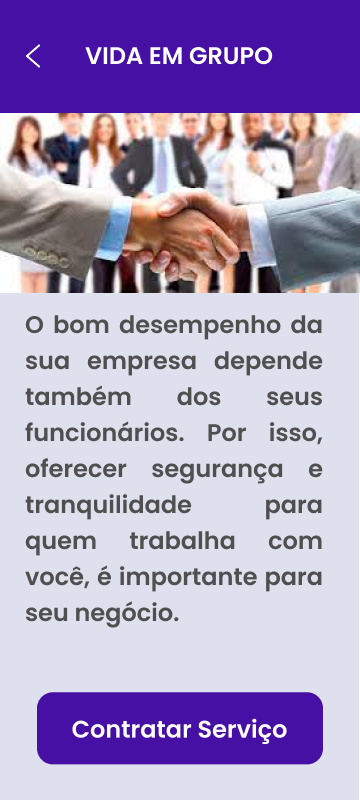 VIDA EM GRUPO
O bom desempenho da
sua empresa depende
também dos seus
funcionários. Por isso,
oferecer segurança e
tranquilidade para
quem trabalha com
você, é importante para
seu negócio.
Contratar Serviço